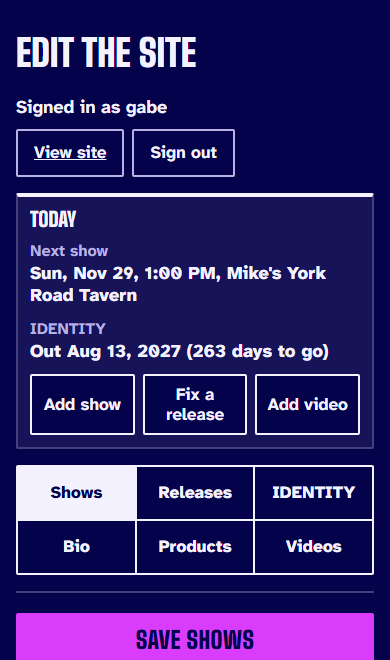 EDIT THE SITE
Signed in as gabe
View site
Sign out
TODAY
Next show
Sun, Nov 29, 1:00 PM, Mike's York
Road Tavern
IDENTITY
Out Aug 13, 2027 (263 days to go)
Add show
Fix a
release
Add video
Shows
Releases
IDENTITY
Bio
Products
Videos
SAVE SHOWS